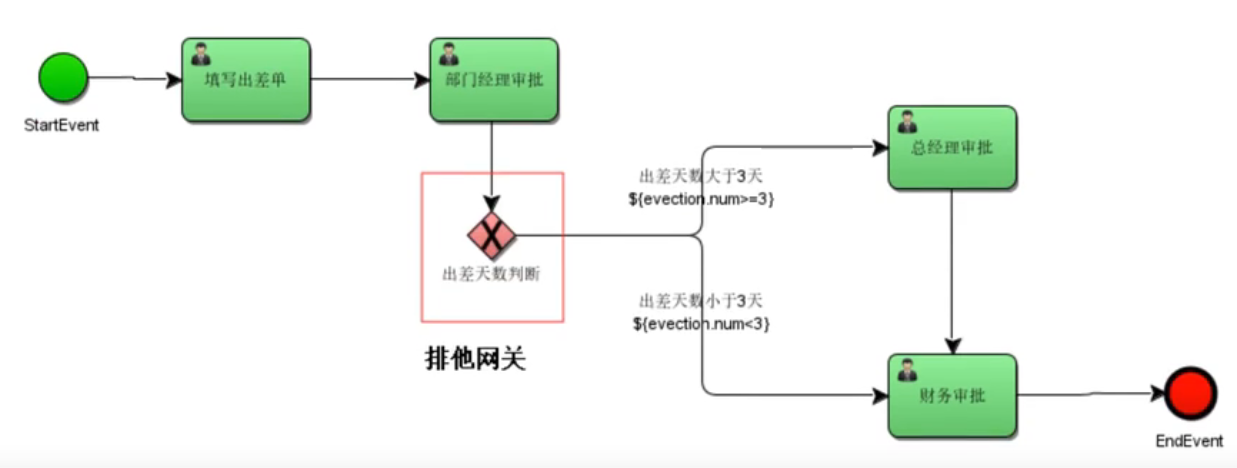 填写出差单
部门经理审批
StartEvent
总经理审批
出差天数大于3天
${evection.num>=3}
出差天数判断
出差天数小于3天
${evection.num<3}
排他网关
财务审批
EndEvent